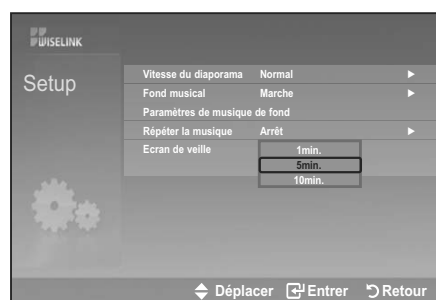 WISELINK
Setup
Vitesse du diaporama Normal ►
Fond musical Marche ►
Paramètres de musique de fond
Répéter la musique Arrêt ►
Ecran de veille 1min.
5min.
10min.
Déplacer Entrer Retour